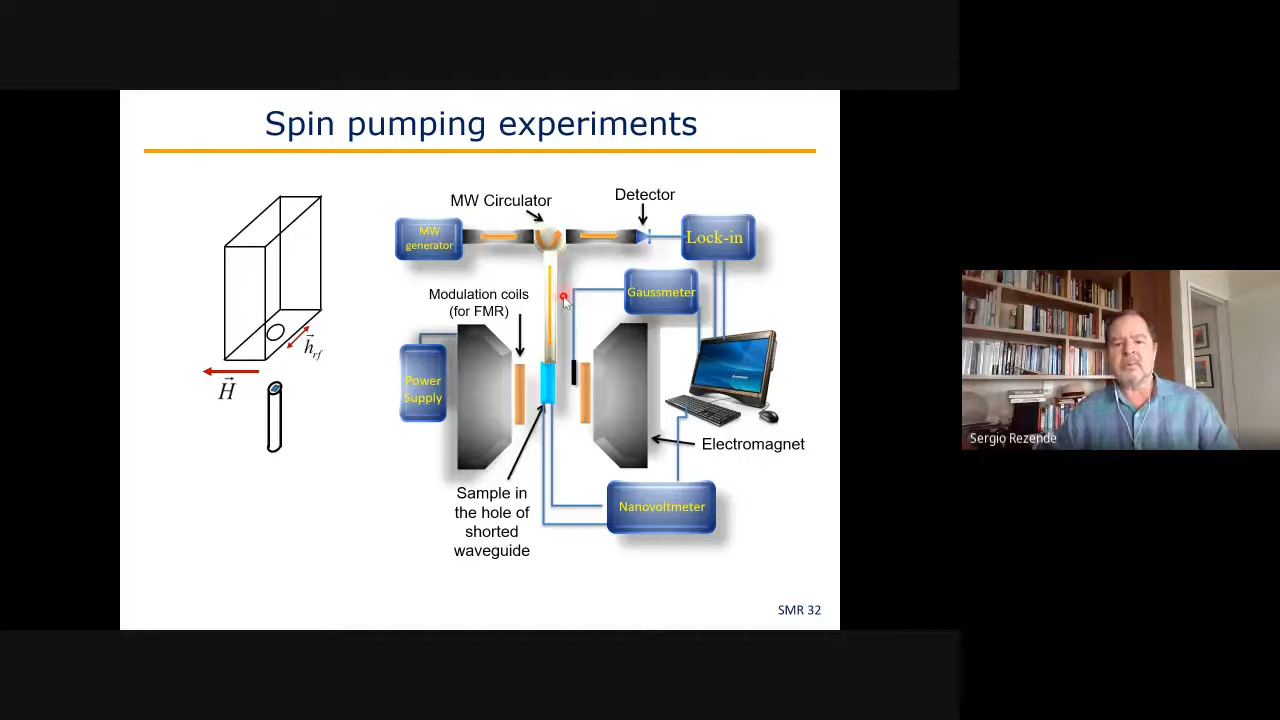 Spin pumping experiments
MW Circulator
Detector
MW
generator
Lock-in
Modulation coils
(for FMR)
Gaussmeter
h rf
H
Power
Supply
Electromagnet
Sample in
the hole of
shorted
waveguide
Nanovoltmeter
SMR 32
Sergio Rezende